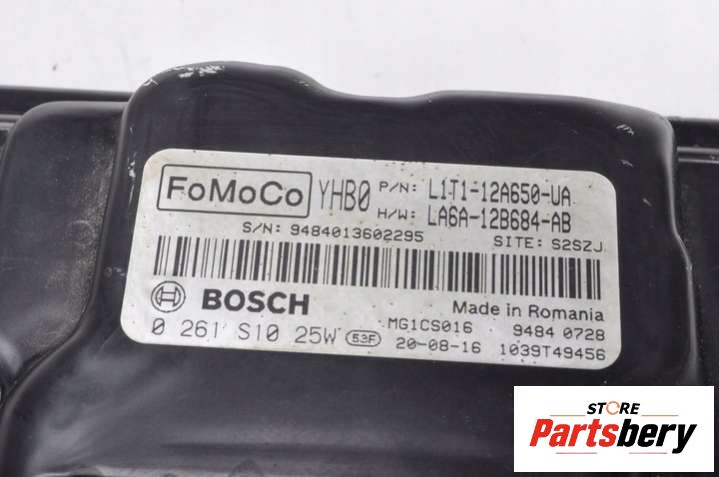 FoMoCo YHB0 P/N: L1T1-12A650-UA
H/W: LA6A-12B684-AB
S/N: 9484013602295 SITE: S2SZJ
BOSCH Made in Romania
MG1CS016 9484 0728
0 261 S10 25W 53F 20-08-16 1039T49456
STORE
Partsbery